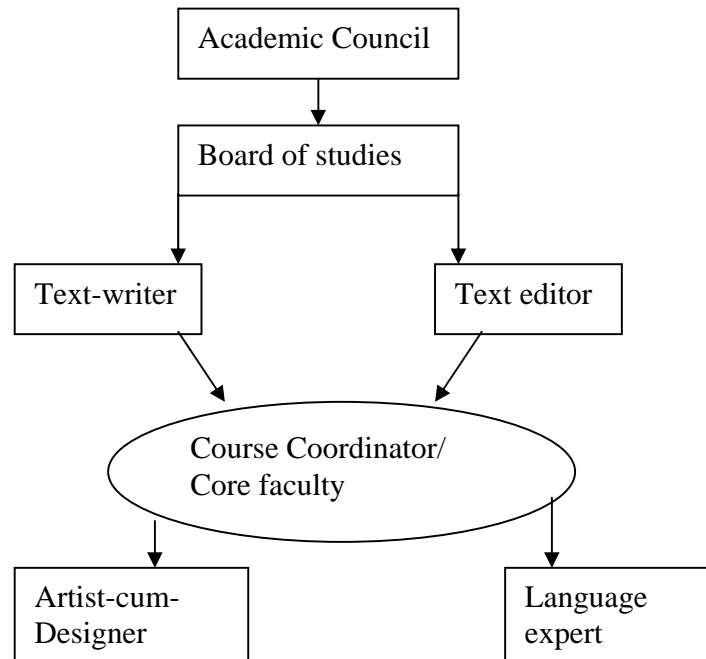 Academic Council
Board of studies
Text-writer
Text editor
Course Coordinator/
Core faculty
Artist-cum-
Designer
Language
expert